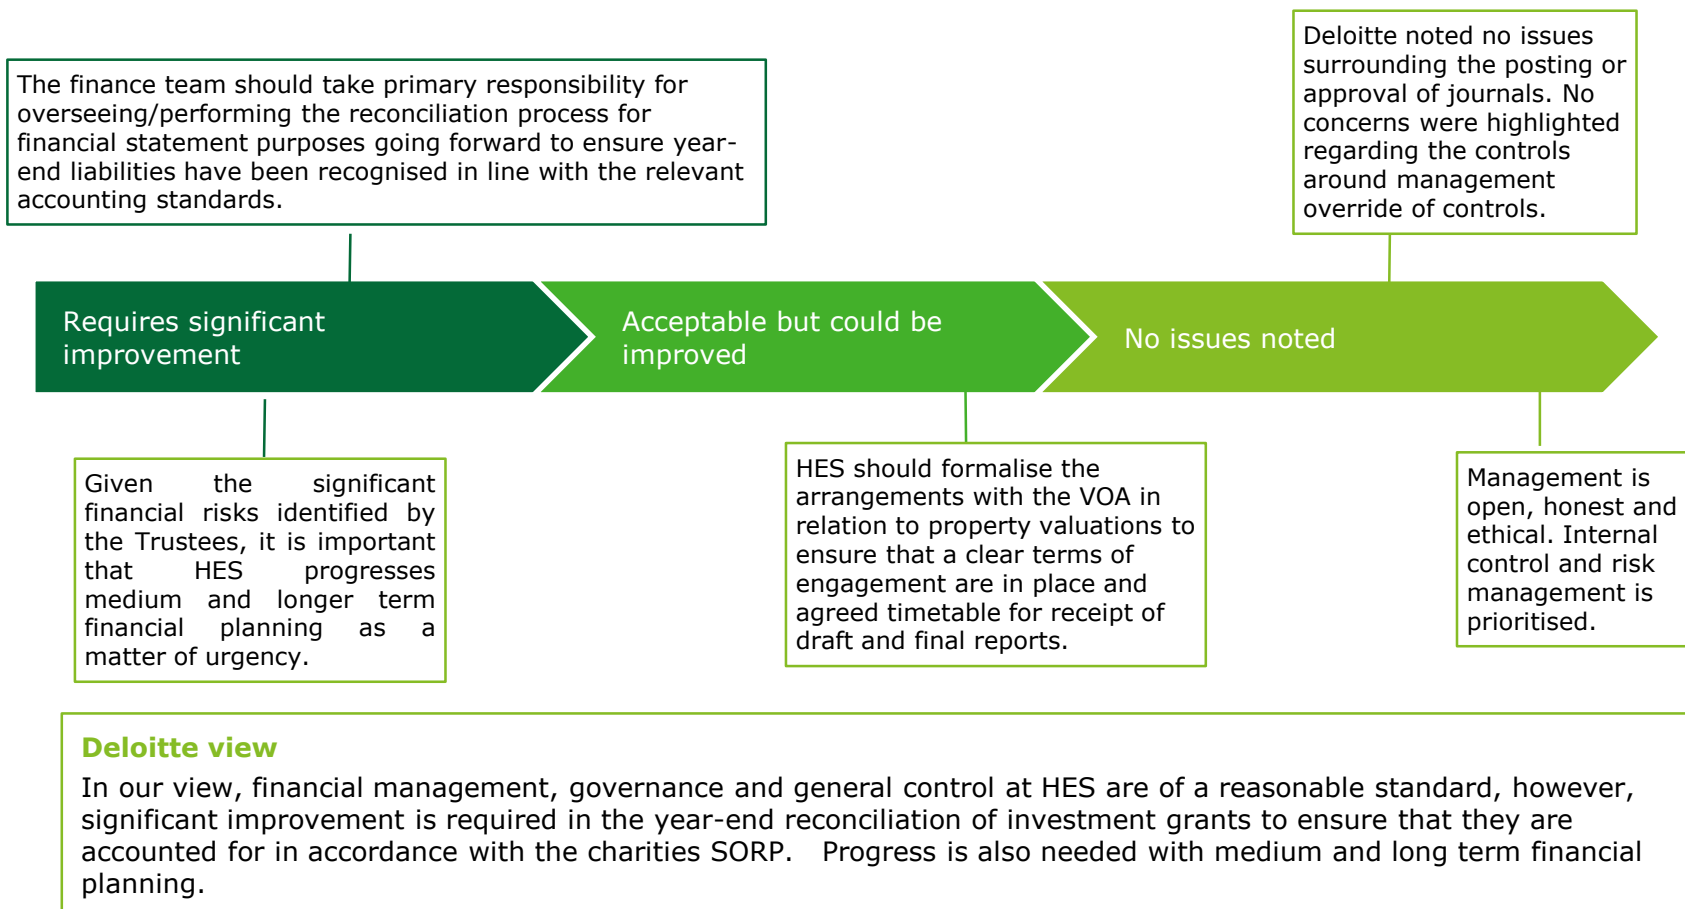 The finance team should take primary responsibility for
overseeing/performing the reconciliation process for
financial statement purposes going forward to ensure year-
end liabilities have been recognised in line with the relevant
accounting standards.
Deloitte noted no issues
surrounding the posting or
approval of journals. No
concerns were highlighted
regarding the controls
around management
override of controls.
Requires significant
improvement
Acceptable but could be
improved
No issues noted
Given the significant
financial risks identified by
the Trustees, it is important
that HES progresses
medium and longer term
financial planning as a
matter of urgency.
HES should formalise the
arrangements with the VOA in
relation to property valuations to
ensure that a clear terms of
engagement are in place and
agreed timetable for receipt of
draft and final reports.
Management is
open, honest and
ethical. Internal
control and risk
management is
prioritised.
Deloitte view
In our view, financial management, governance and general control at HES are of a reasonable standard, however,
significant improvement is required in the year-end reconciliation of investment grants to ensure that they are
accounted for in accordance with the charities SORP.   Progress is also needed with medium and long term financial
planning.